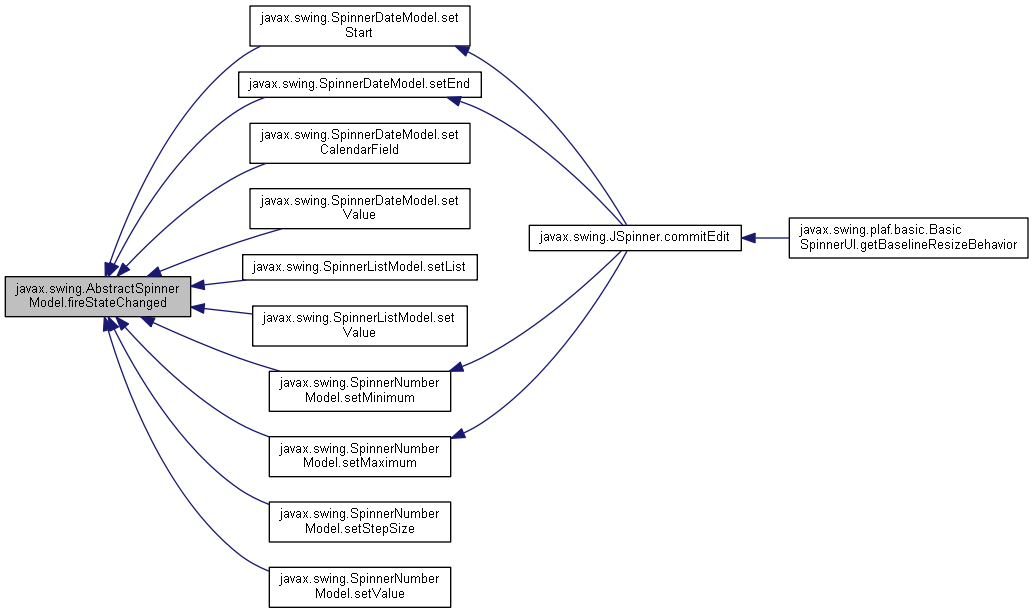 javax.swing.SpinnerDateModel.set
Start
javax.swing.SpinnerDateModel.setEnd
javax.swing.SpinnerDateModel.set
CalendarField
javax.swing.SpinnerDateModel.set
Value
javax.swing.JSpinner.commitEdit
javax.swing.plaf.basic.Basic
SpinnerUI.getBaselineResizeBehavior
javax.swing.SpinnerListModel.setList
javax.swing.AbstractSpinner
Model.fireStateChanged
javax.swing.SpinnerListModel.set
Value
javax.swing.SpinnerNumber
Model.setMinimum
javax.swing.SpinnerNumber
Model.setMaximum
javax.swing.SpinnerNumber
Model.setStepSize
javax.swing.SpinnerNumber
Model.setValue